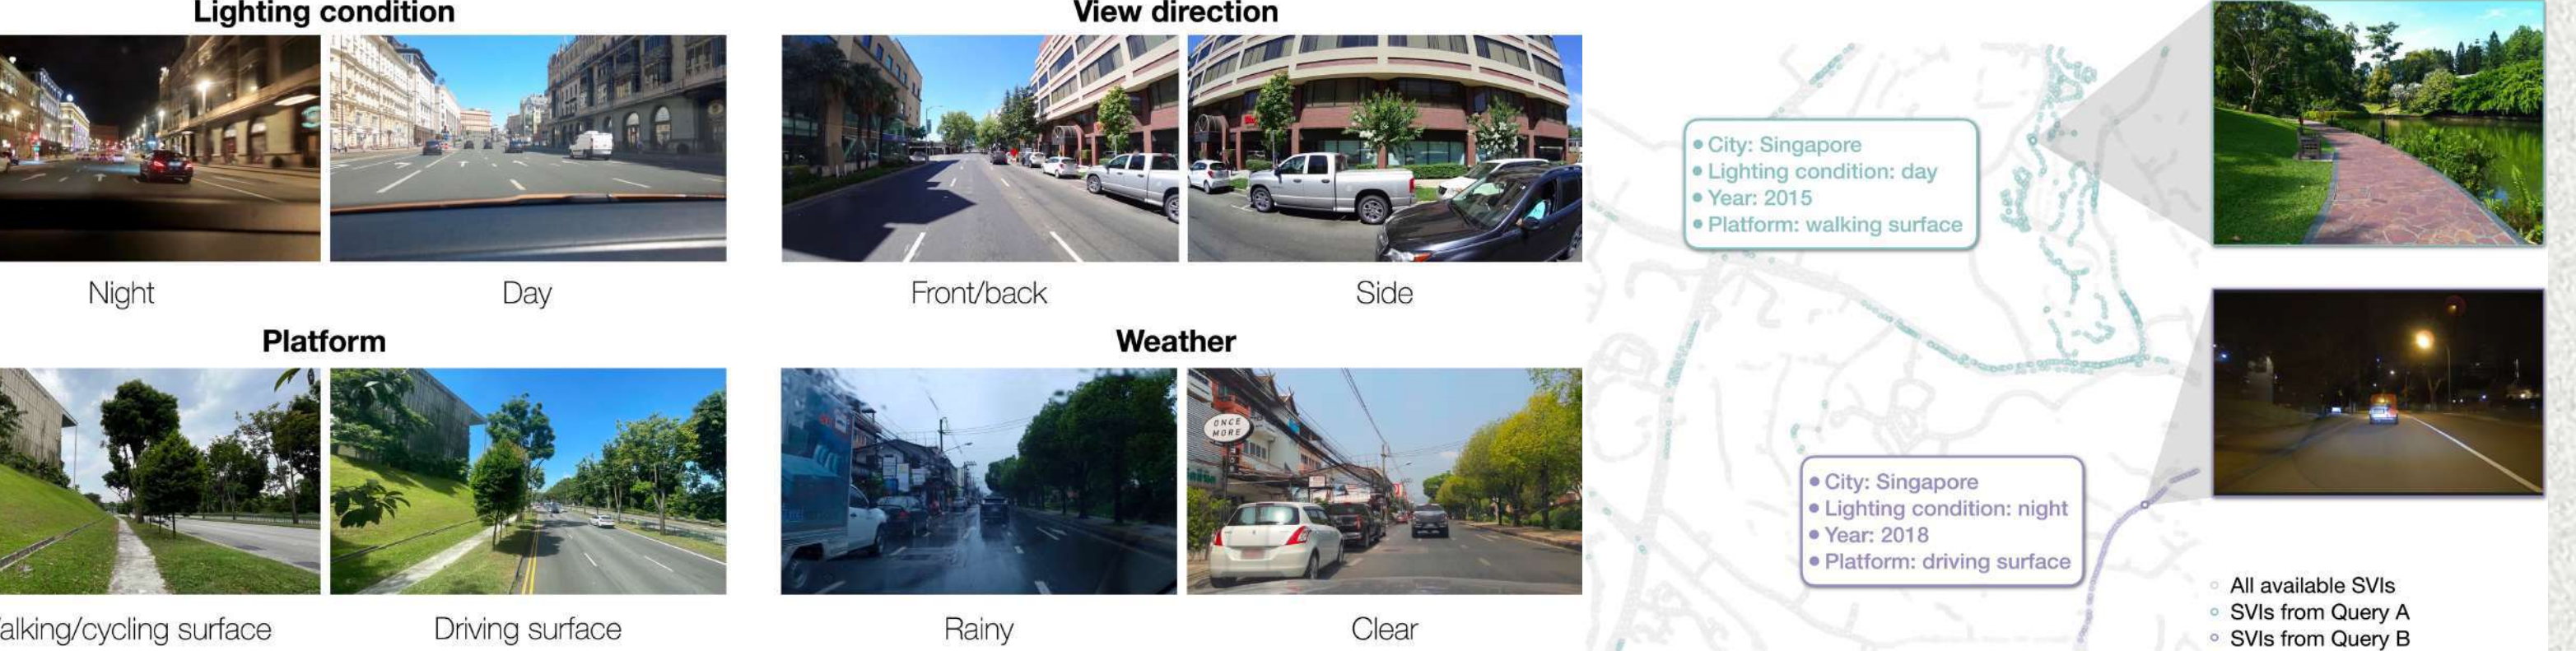 Lighting condition
View direction
Night
Day
Front/back
Side
Platform
Weather
alking/cycling surface
Driving surface
Rainy
Clear
ONCE
MORE
• City: Singapore
• Lighting condition: day
• Year: 2015
• Platform: walking surface
• City: Singapore
• Lighting condition: night
• Year: 2018
• Platform: driving surface
All available SVIs
SVIs from Query A
SVIs from Query B